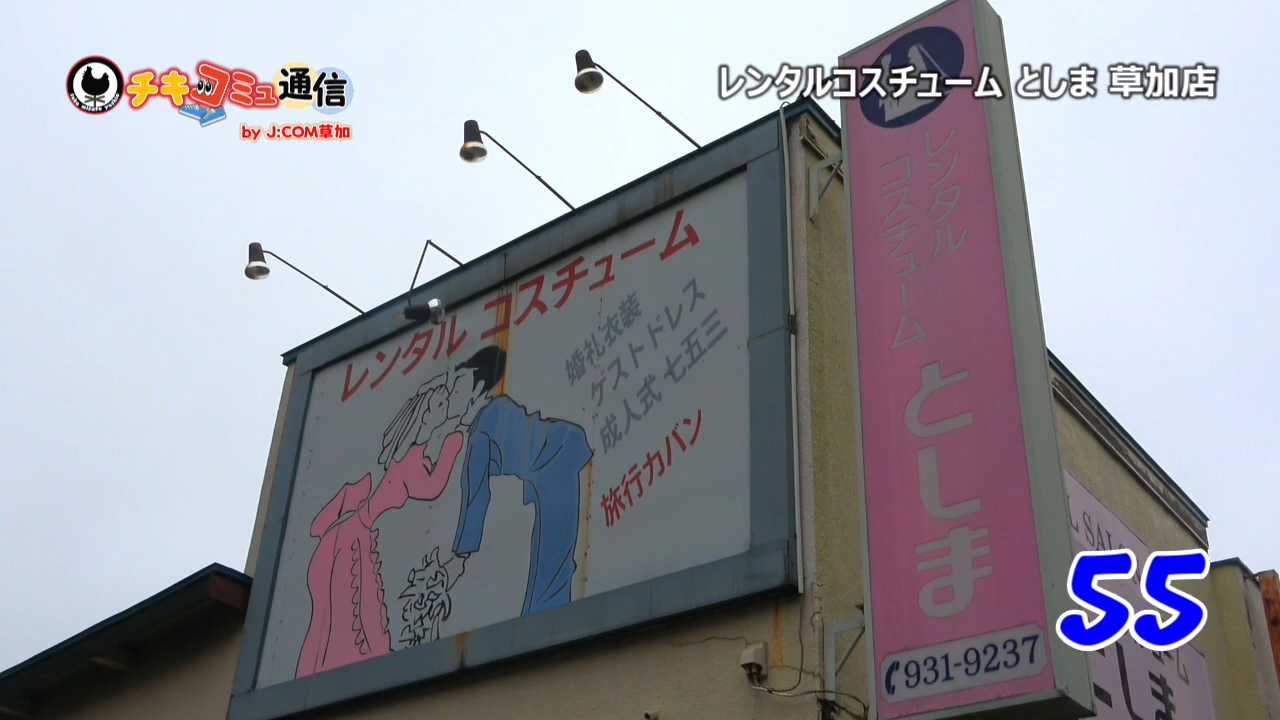 チキコミュ通信
by J:COM草加
レンタルコスチューム としま 草加店
レンタル コスチューム
婚礼衣装
ゲストドレス
成人式 七五三
旅行カバン
レンタル
コスチューム
としま
931-9237
L SAL
55